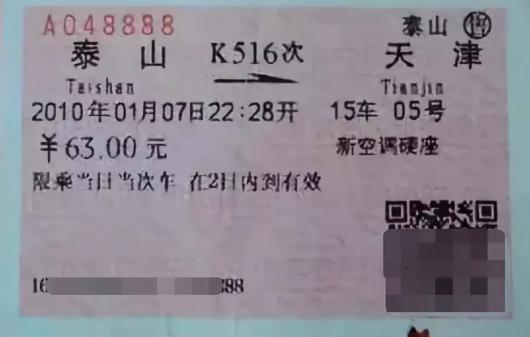 A048888 泰山
泰山 K516次 天津
Taishan Tianjin
2010年01月07日22:28开 15车 05号
￥63.00元 新空调硬座
限乘当日当次车 在2日内到有效